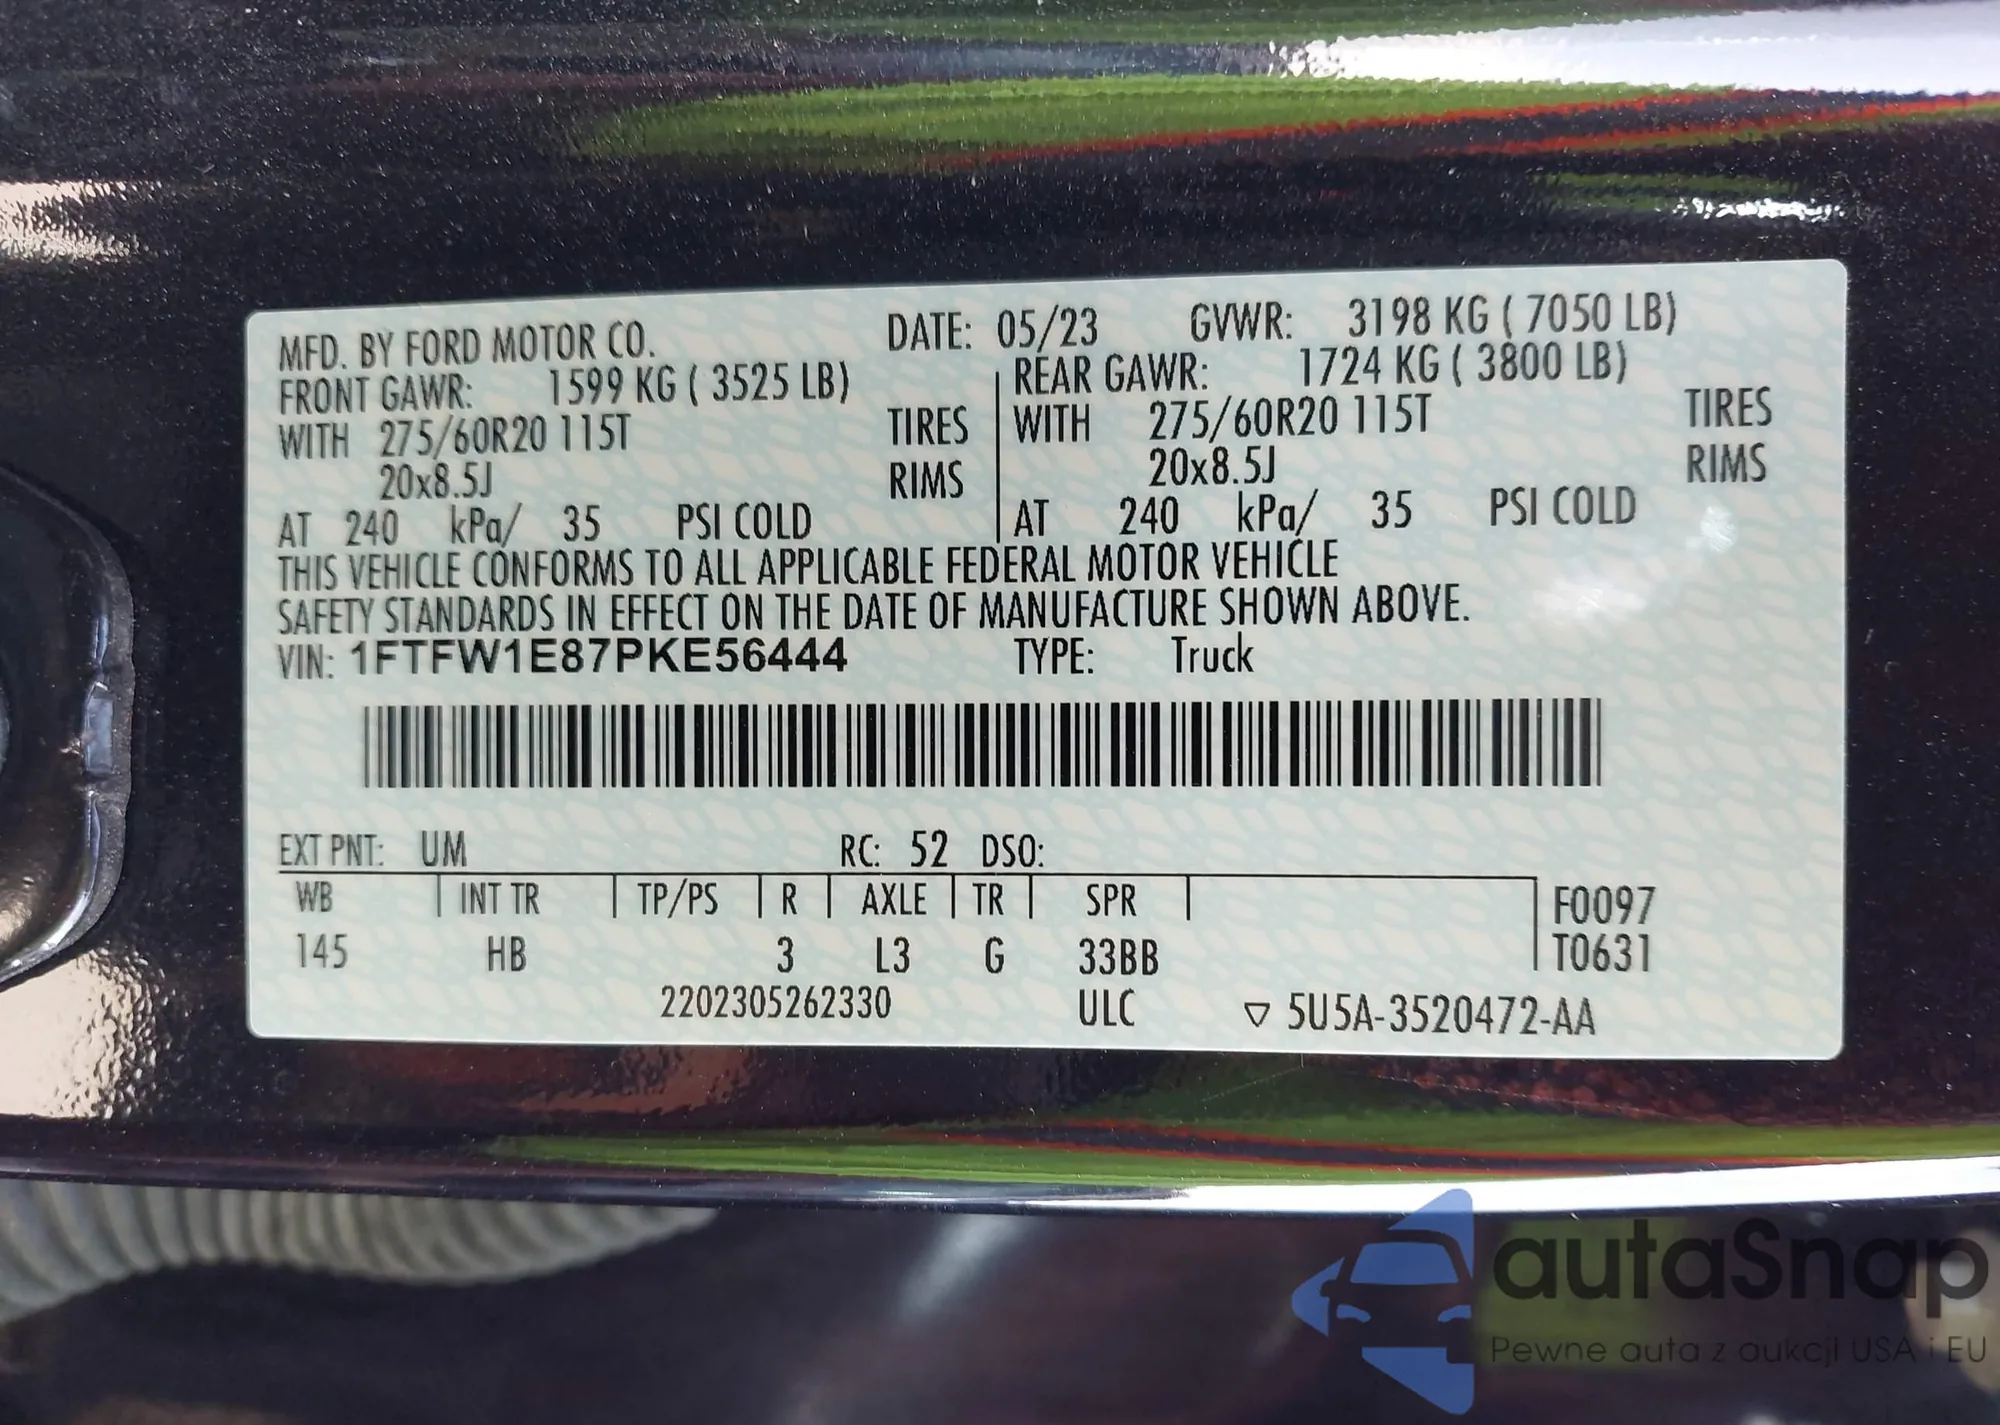 MFD. BY FORD MOTOR CO. DATE: 05/23 GVWR: 3198 KG ( 7050 LB)
FRONT GAWR: 1599 KG ( 3525 LB) REAR GAWR: 1724 KG ( 3800 LB)
WITH 275/60R20 115T TIRES WITH 275/60R20 115T TIRES
20x8.5J RIMS 20x8.5J RIMS
AT 240 kPa/ 35 PSI COLD AT 240 kPa/ 35 PSI COLD
THIS VEHICLE CONFORMS TO ALL APPLICABLE FEDERAL MOTOR VEHICLE
SAFETY STANDARDS IN EFFECT ON THE DATE OF MANUFACTURE SHOWN ABOVE.
VIN: 1FTFW1E87PKE56444 TYPE: Truck
EXT PNT: UM RC: 52 DSO:
WB INT TR TP/PS R AXLE TR SPR F0097
145 HB 3 L3 G 33BB T0631
2202305262330 ULC ▽ 5U5A-3520472-AA
autaSnap
Pewne auta z aukcji USA i EU